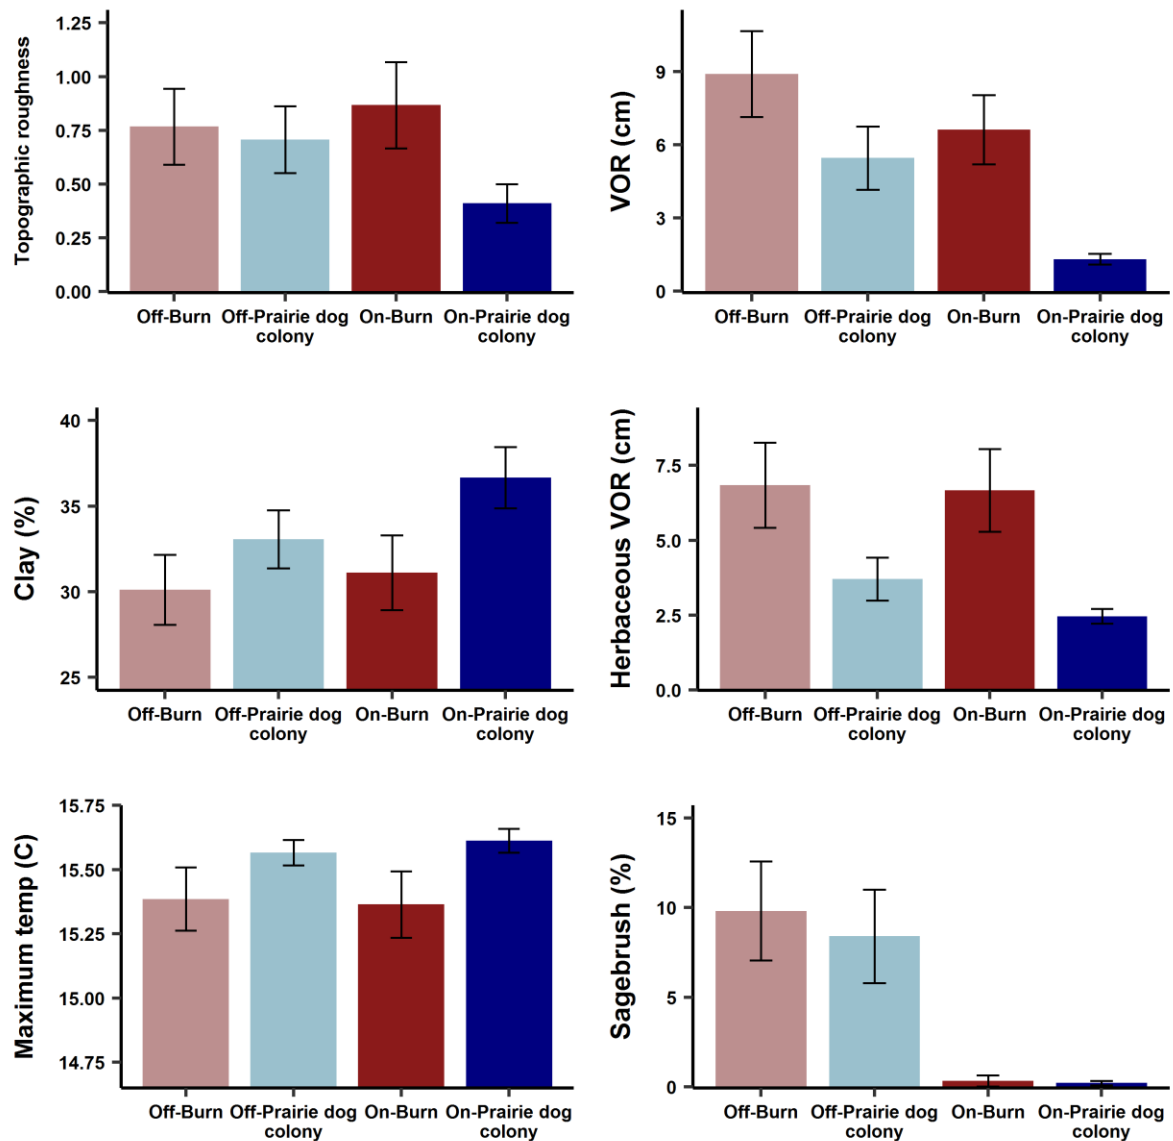 Topographic roughness
1.25
1.00
0.75
0.50
0.25
0.00
Off-Burn Off-Prairie dog On-Burn On-Prairie dog
colony colony
VOR (cm)
9
6
3
0
Off-Burn Off-Prairie dog On-Burn On-Prairie dog
colony colony
Clay (%)
40
35
30
25
Off-Burn Off-Prairie dog On-Burn On-Prairie dog
colony colony
Herbaceous VOR (cm)
7.5
5.0
2.5
0.0
Off-Burn Off-Prairie dog On-Burn On-Prairie dog
colony colony
Maximum temp (C)
15.75
15.50
15.25
15.00
14.75
Off-Burn Off-Prairie dog On-Burn On-Prairie dog
colony colony
Sagebrush (%)
15
10
5
0
Off-Burn Off-Prairie dog On-Burn On-Prairie dog
colony colony